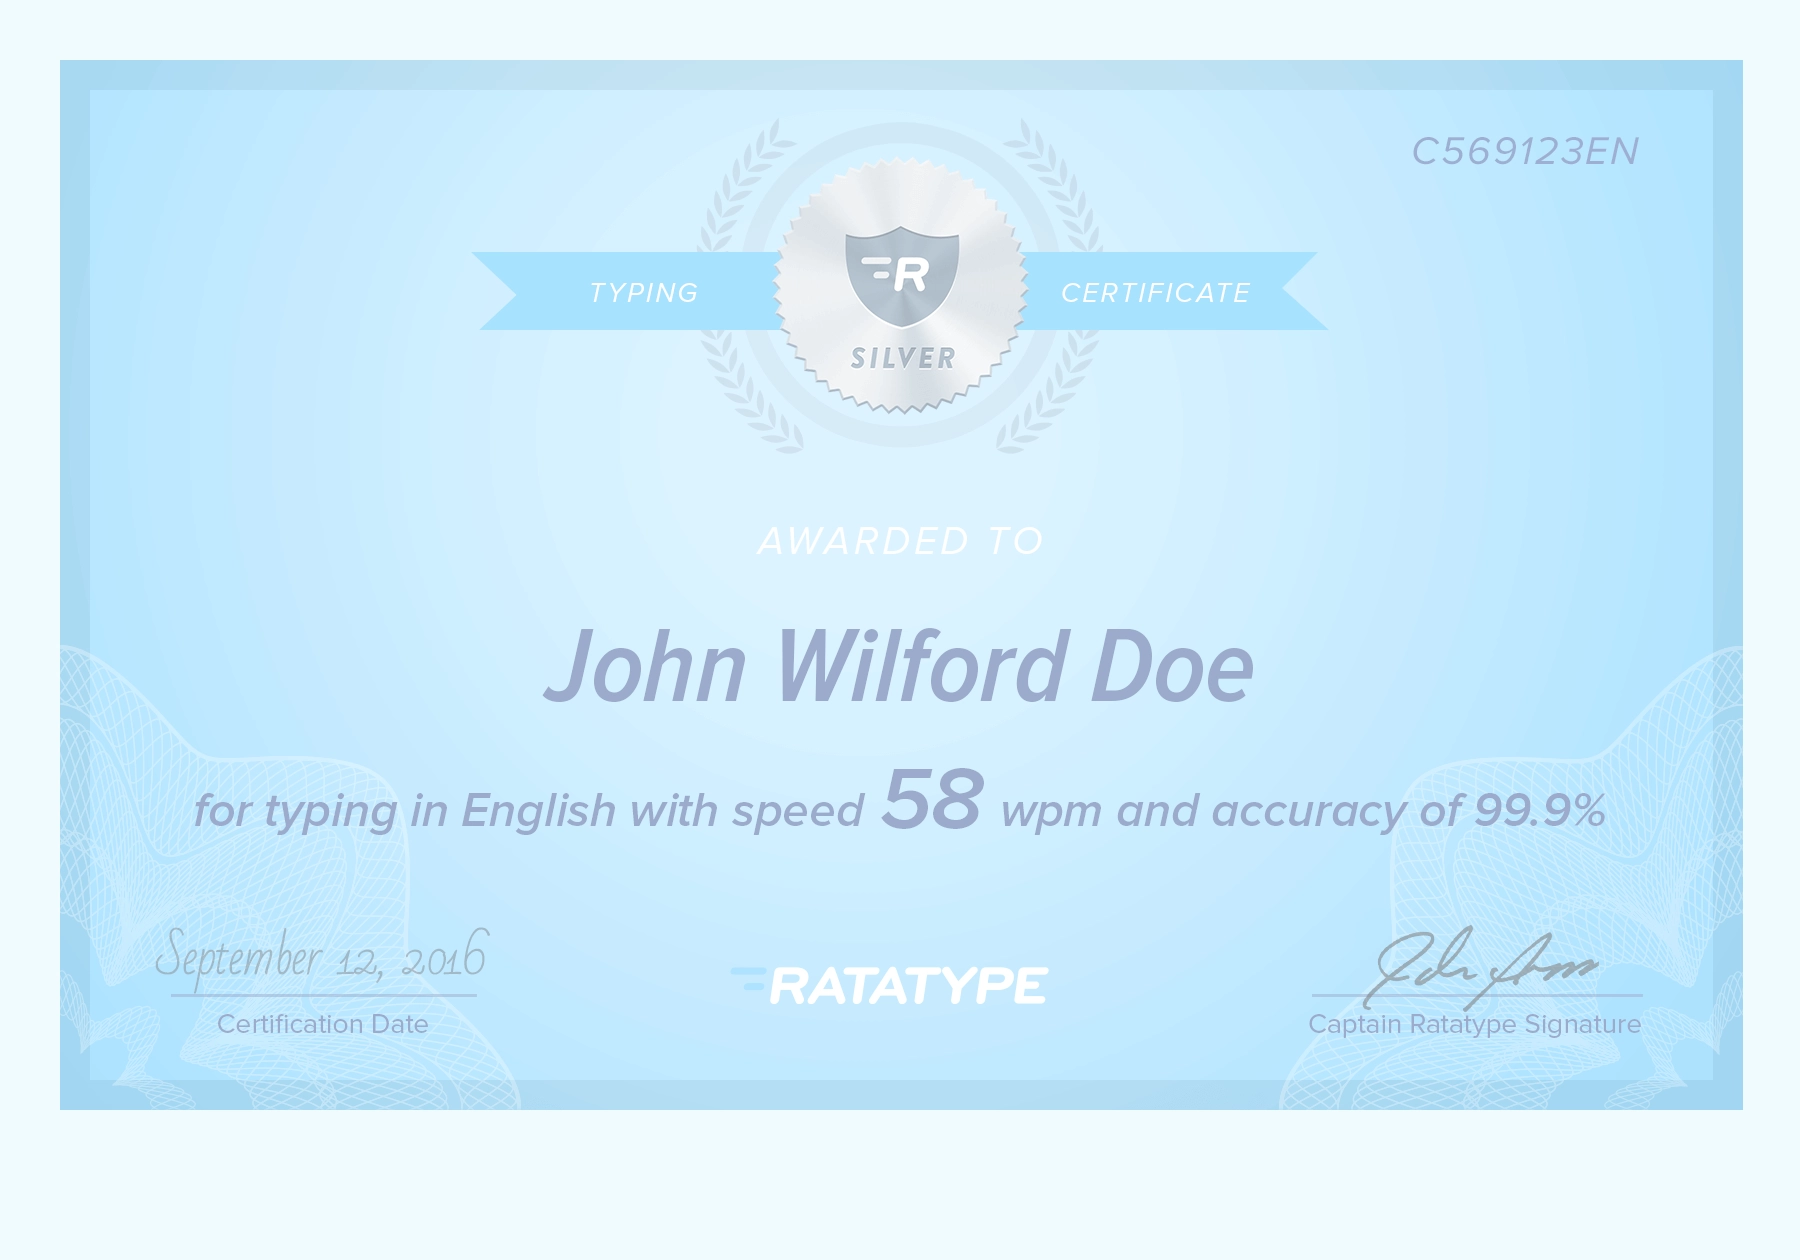 C569123EN
TYPING
CERTIFICATE
R
SILVER
AWARDED TO
John Wilford Doe
for typing in English with speed 58 wpm and accuracy of 99.9%
September 12, 2016
RATATYPE
Certification Date
Captain Ratatype Signature